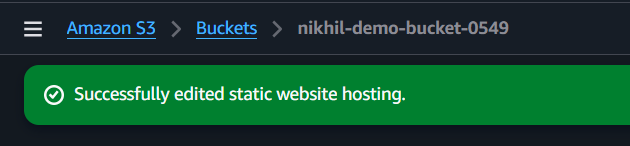 Amazon S3 > Buckets > nikhil-demo-bucket-0549
Successfully edited static website hosting.